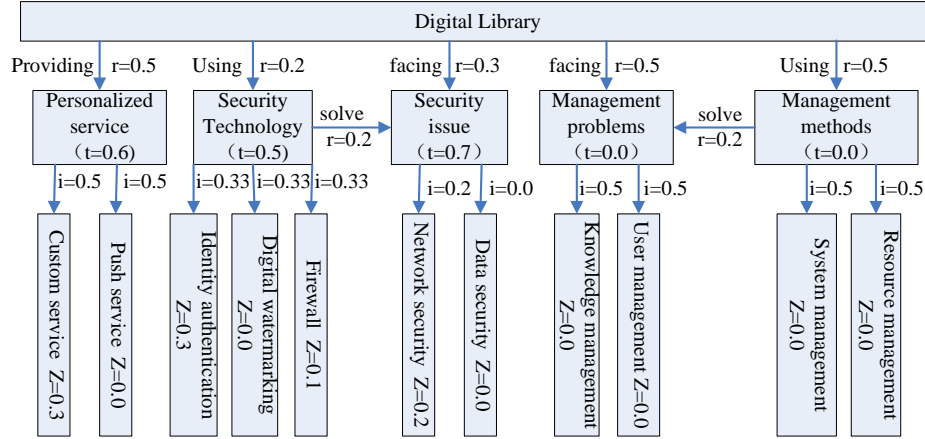 Digital Library
Providing r=0.5
Using r=0.2
facing r=0.3
facing r=0.5
Using r=0.5
Personalized
service
（t=0.6)
Security
Technology
（t=0.5）
solve
r=0.2
Security
issue
（t=0.7）
Management
problems
（t=0.0）
solve
r=0.2
Management
methods
（t=0.0）
i=0.5
i=0.5
i=0.33
i=0.33
i=0.33
i=0.2
i=0.0
i=0.5
i=0.5
i=0.5
i=0.5
Custom service Z=0.3
Push service Z=0.0
Identity authentication
Z=0.3
Digital watermarking
Z=0.0
Firewall Z=0.1
Network security Z=0.2
Data security Z=0.0
Knowledge management
Z=0.0
User management Z=0.0
System management
Z=0.0
Resource management
Z=0.0